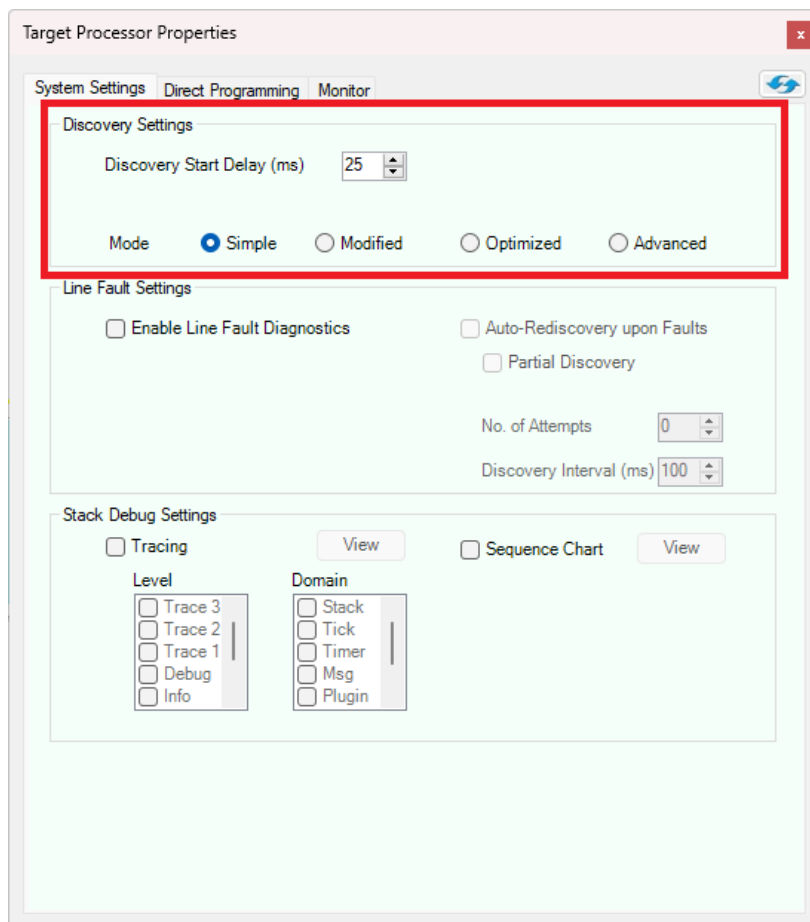 Target Processor Properties
x
System Settings Direct Programming Monitor
Discovery Settings
Discovery Start Delay (ms) 25
Mode Simple Modified Optimized Advanced
Line Fault Settings
Enable Line Fault Diagnostics Auto-Rediscovery upon Faults
Partial Discovery
No. of Attempts 0
Discovery Interval (ms) 100
Stack Debug Settings
Tracing View Sequence Chart View
Level Domain
Trace 3 Stack
Trace 2 Tick
Trace 1 Timer
Debug Msg
Info Plugin